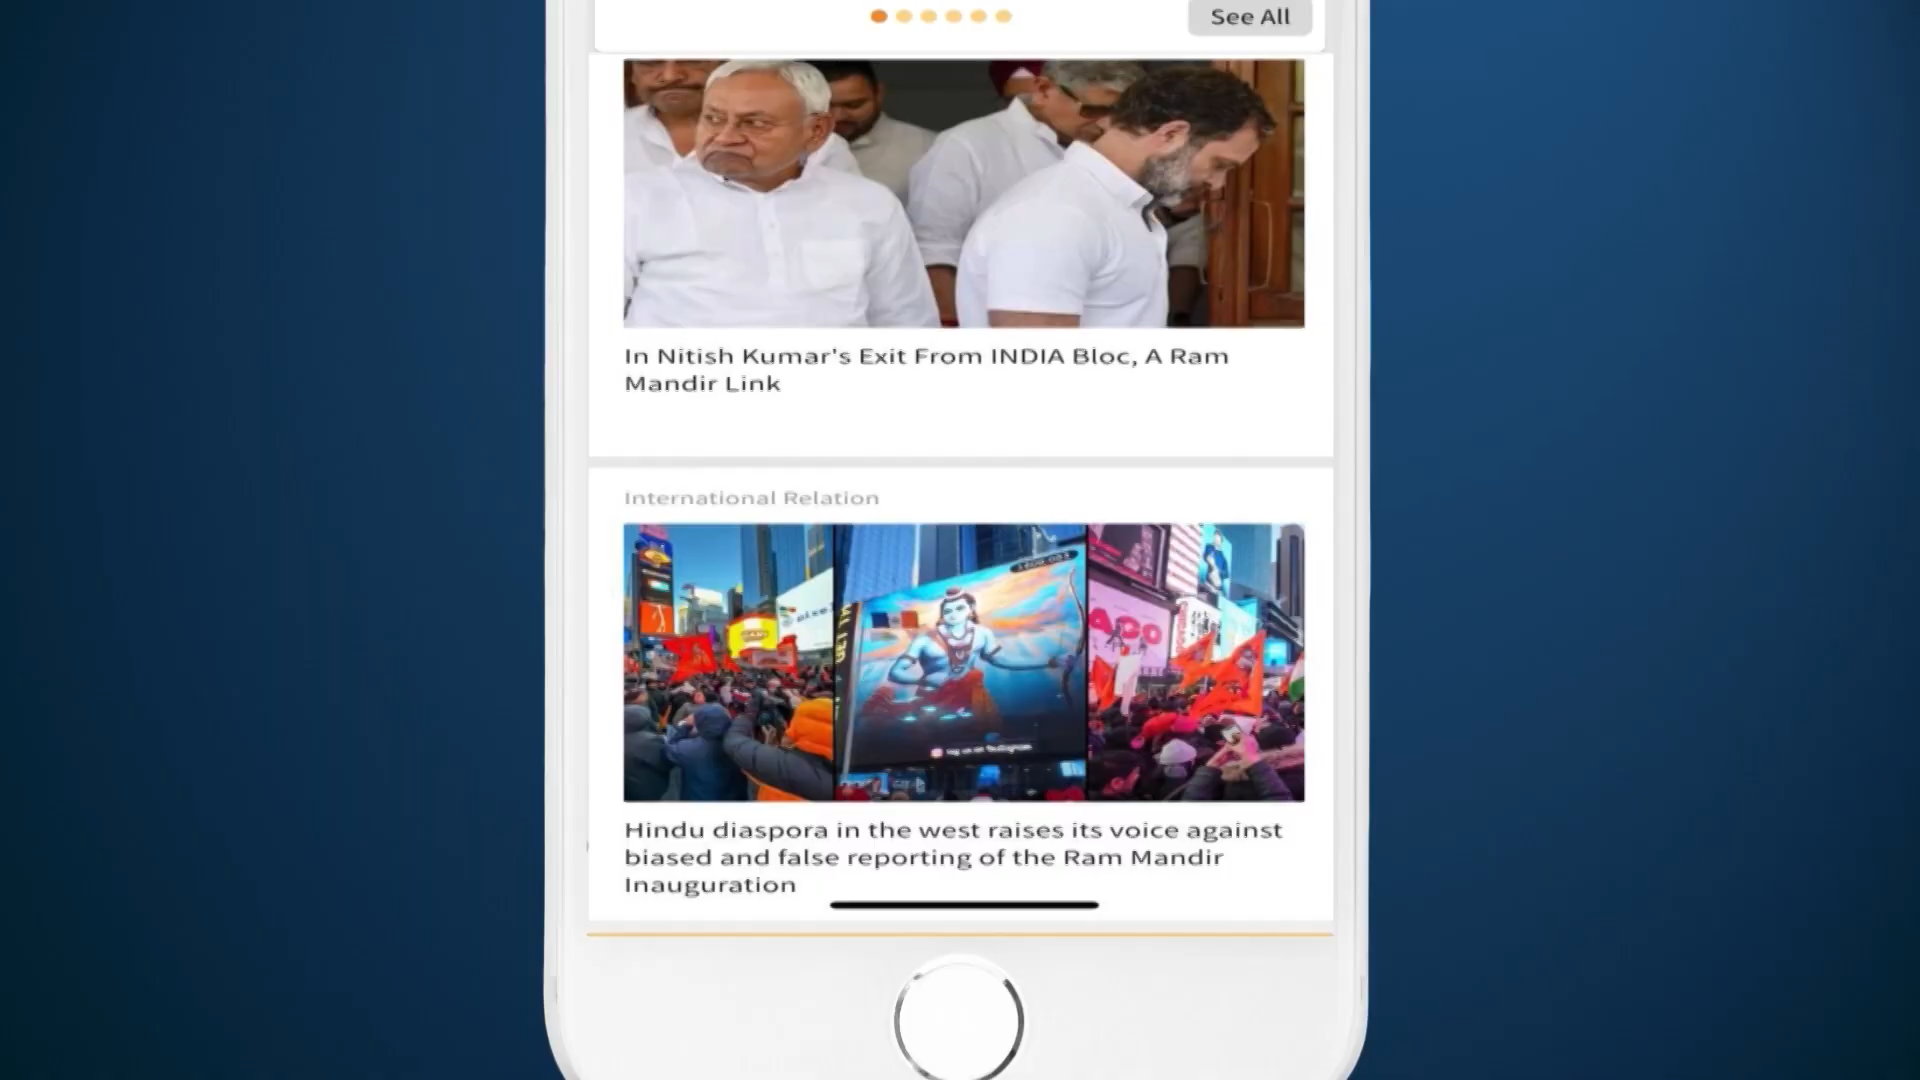 See All
In Nitish Kumar's Exit From INDIA Bloc, A Ram
Mandir Link
International Relation
Hindu diaspora in the west raises its voice against
biased and false reporting of the Ram Mandir
Inauguration